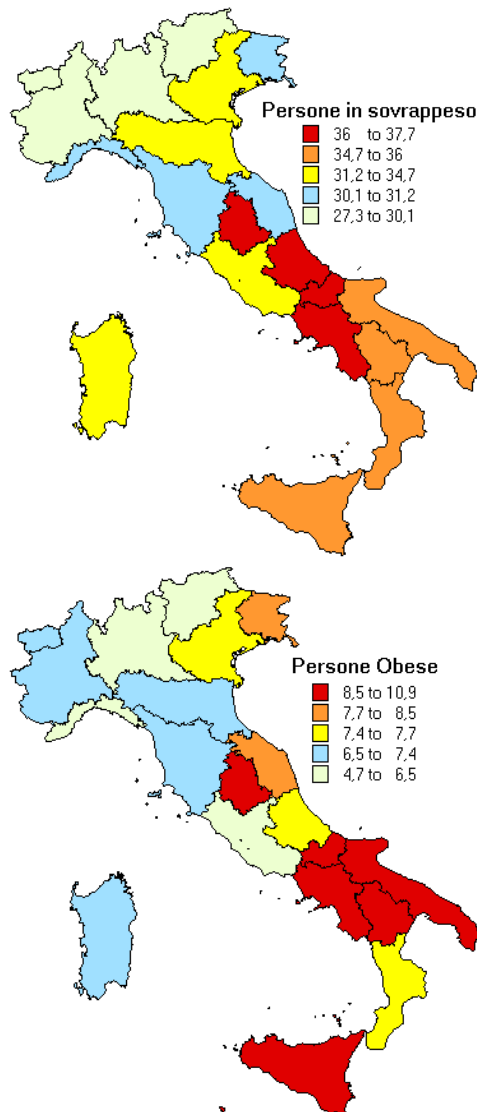 Persone in sovrappeso
36 to 37,7
34,7 to 36
31,2 to 34,7
30,1 to 31,2
27,3 to 30,1
Persone Obese
8,5 to 10,9
7,7 to 8,5
7,4 to 7,7
6,5 to 7,4
4,7 to 6,5